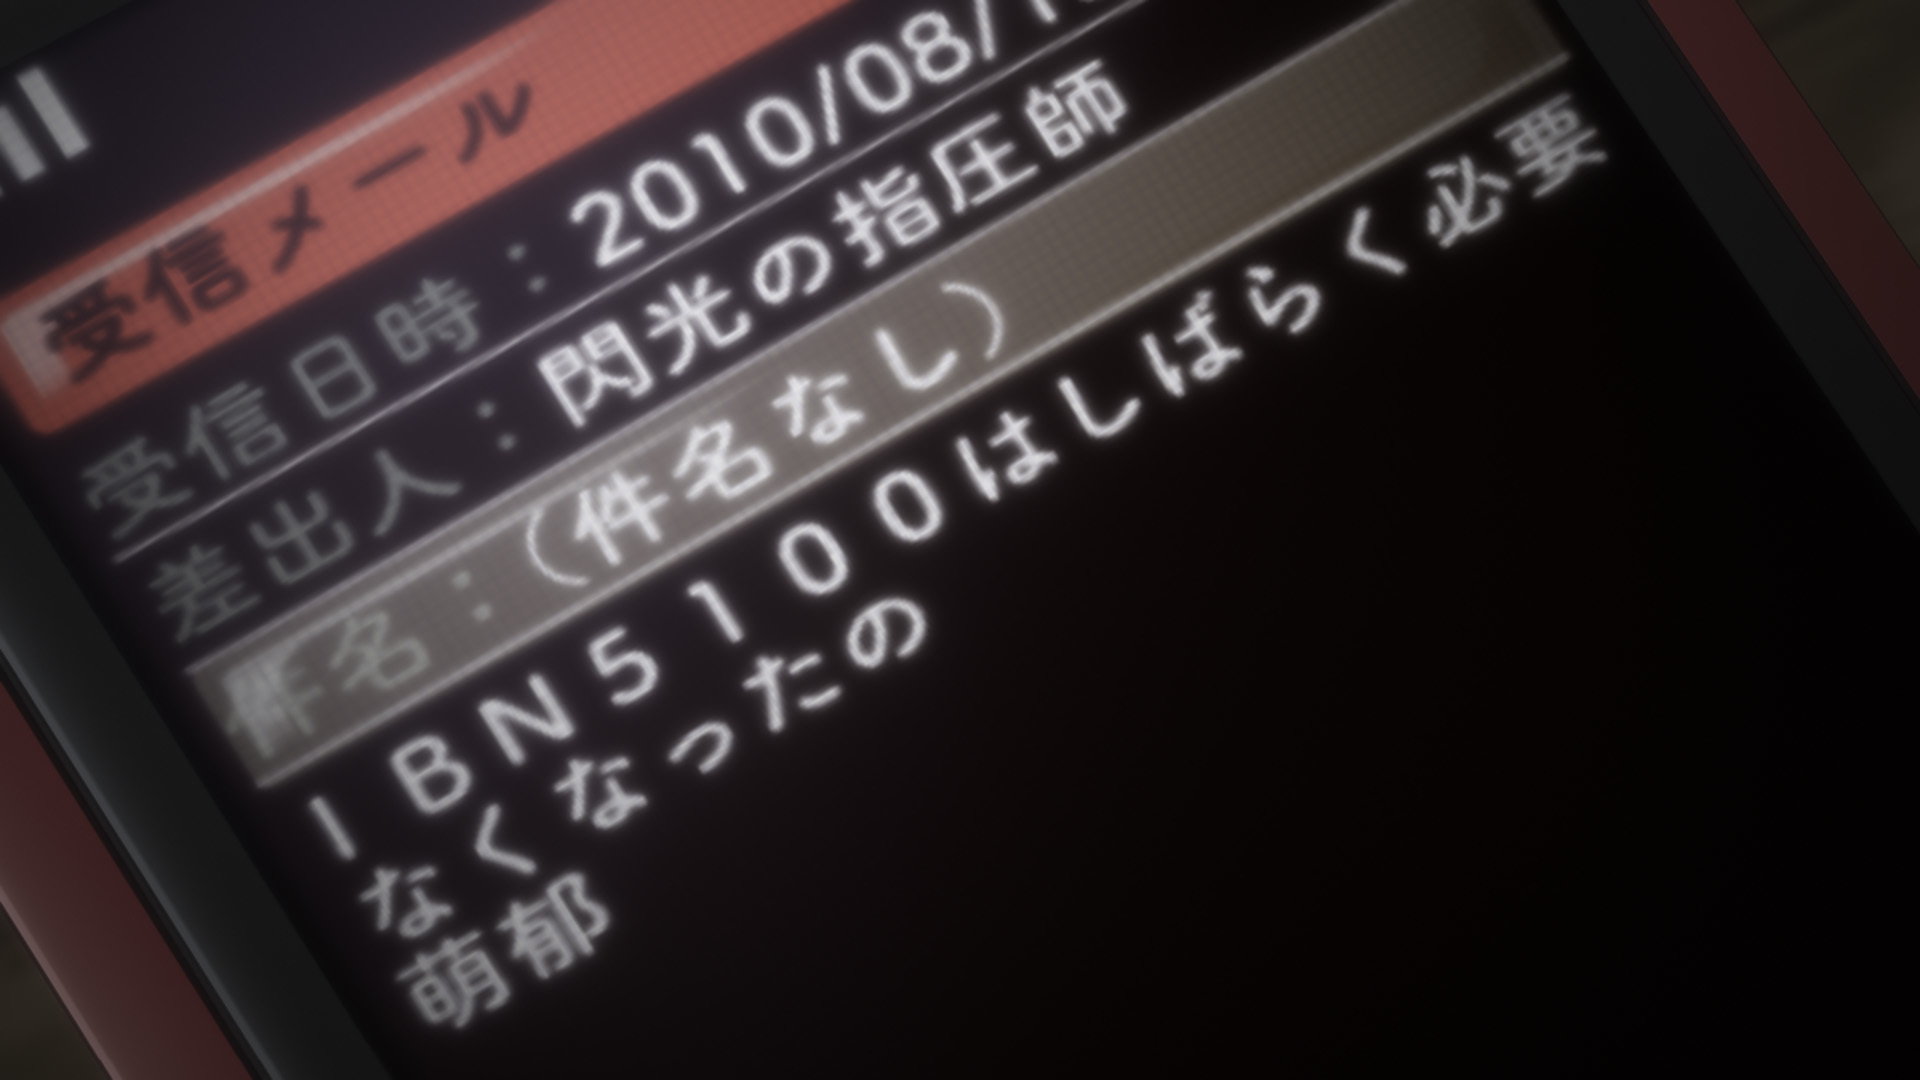 受信メール
受信日時：2010/08/1
差出人：閃光の指圧師
件名：（件名なし）
ＩＢＮ５１００はしばらく必要
なくなったの
萌郁